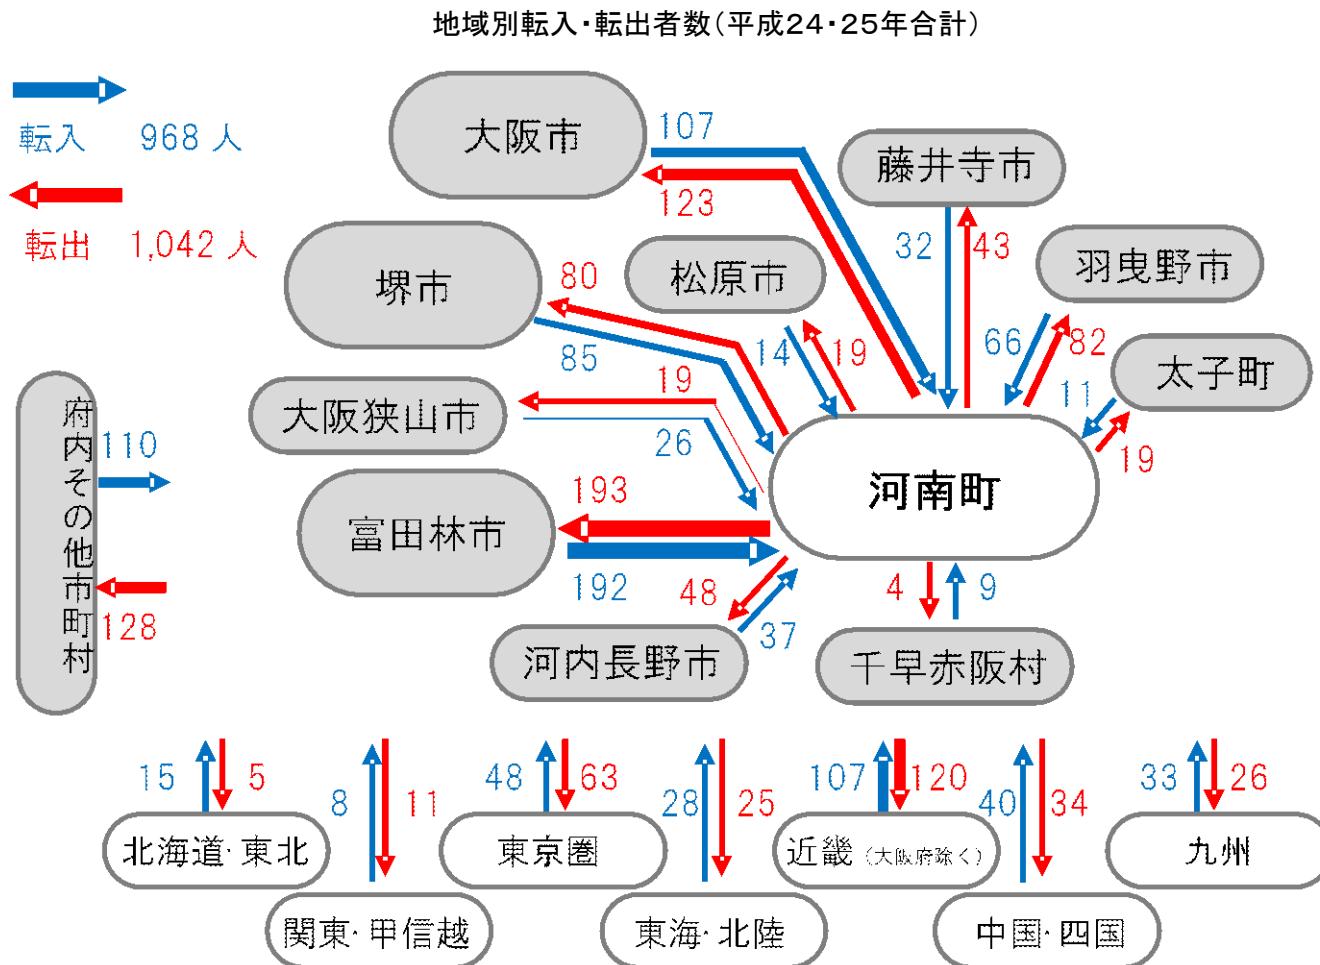 地域別転入・転出者数(平成24・25年合計)
転入 968 人
転出 1,042 人
大阪市
107
123
藤井寺市
32
43
羽曳野市
66
82
松原市
14
19
堺市
80
85
太子町
11
19
大阪狭山市
19
26
河南町
富田林市
193
192
府内その他市町村
110
128
河内長野市
48
37
千早赤阪村
4
9
15
5
北海道・東北
8
11
関東・甲信越
48
63
東京圏
28
25
東海・北陸
107
120
近畿(大阪府除く)
40
34
中国・四国
33
26
九州